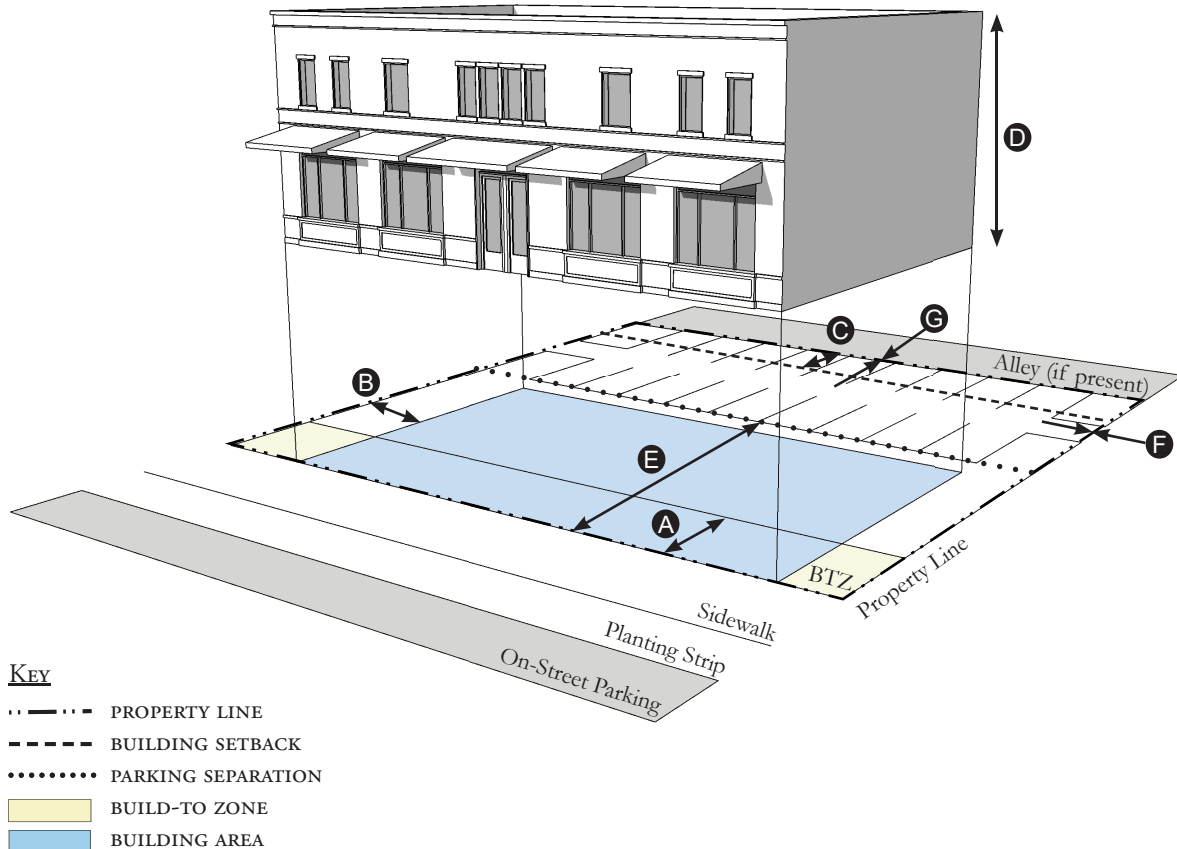 D
C
G
Alley (if present)
B
F
E
A
BTZ
Property Line
Sidewalk
Planting Strip
On-Street Parking
KEY
PROPERTY LINE
BUILDING SETBACK
PARKING SEPARATION
BUILD-TO ZONE
BUILDING AREA